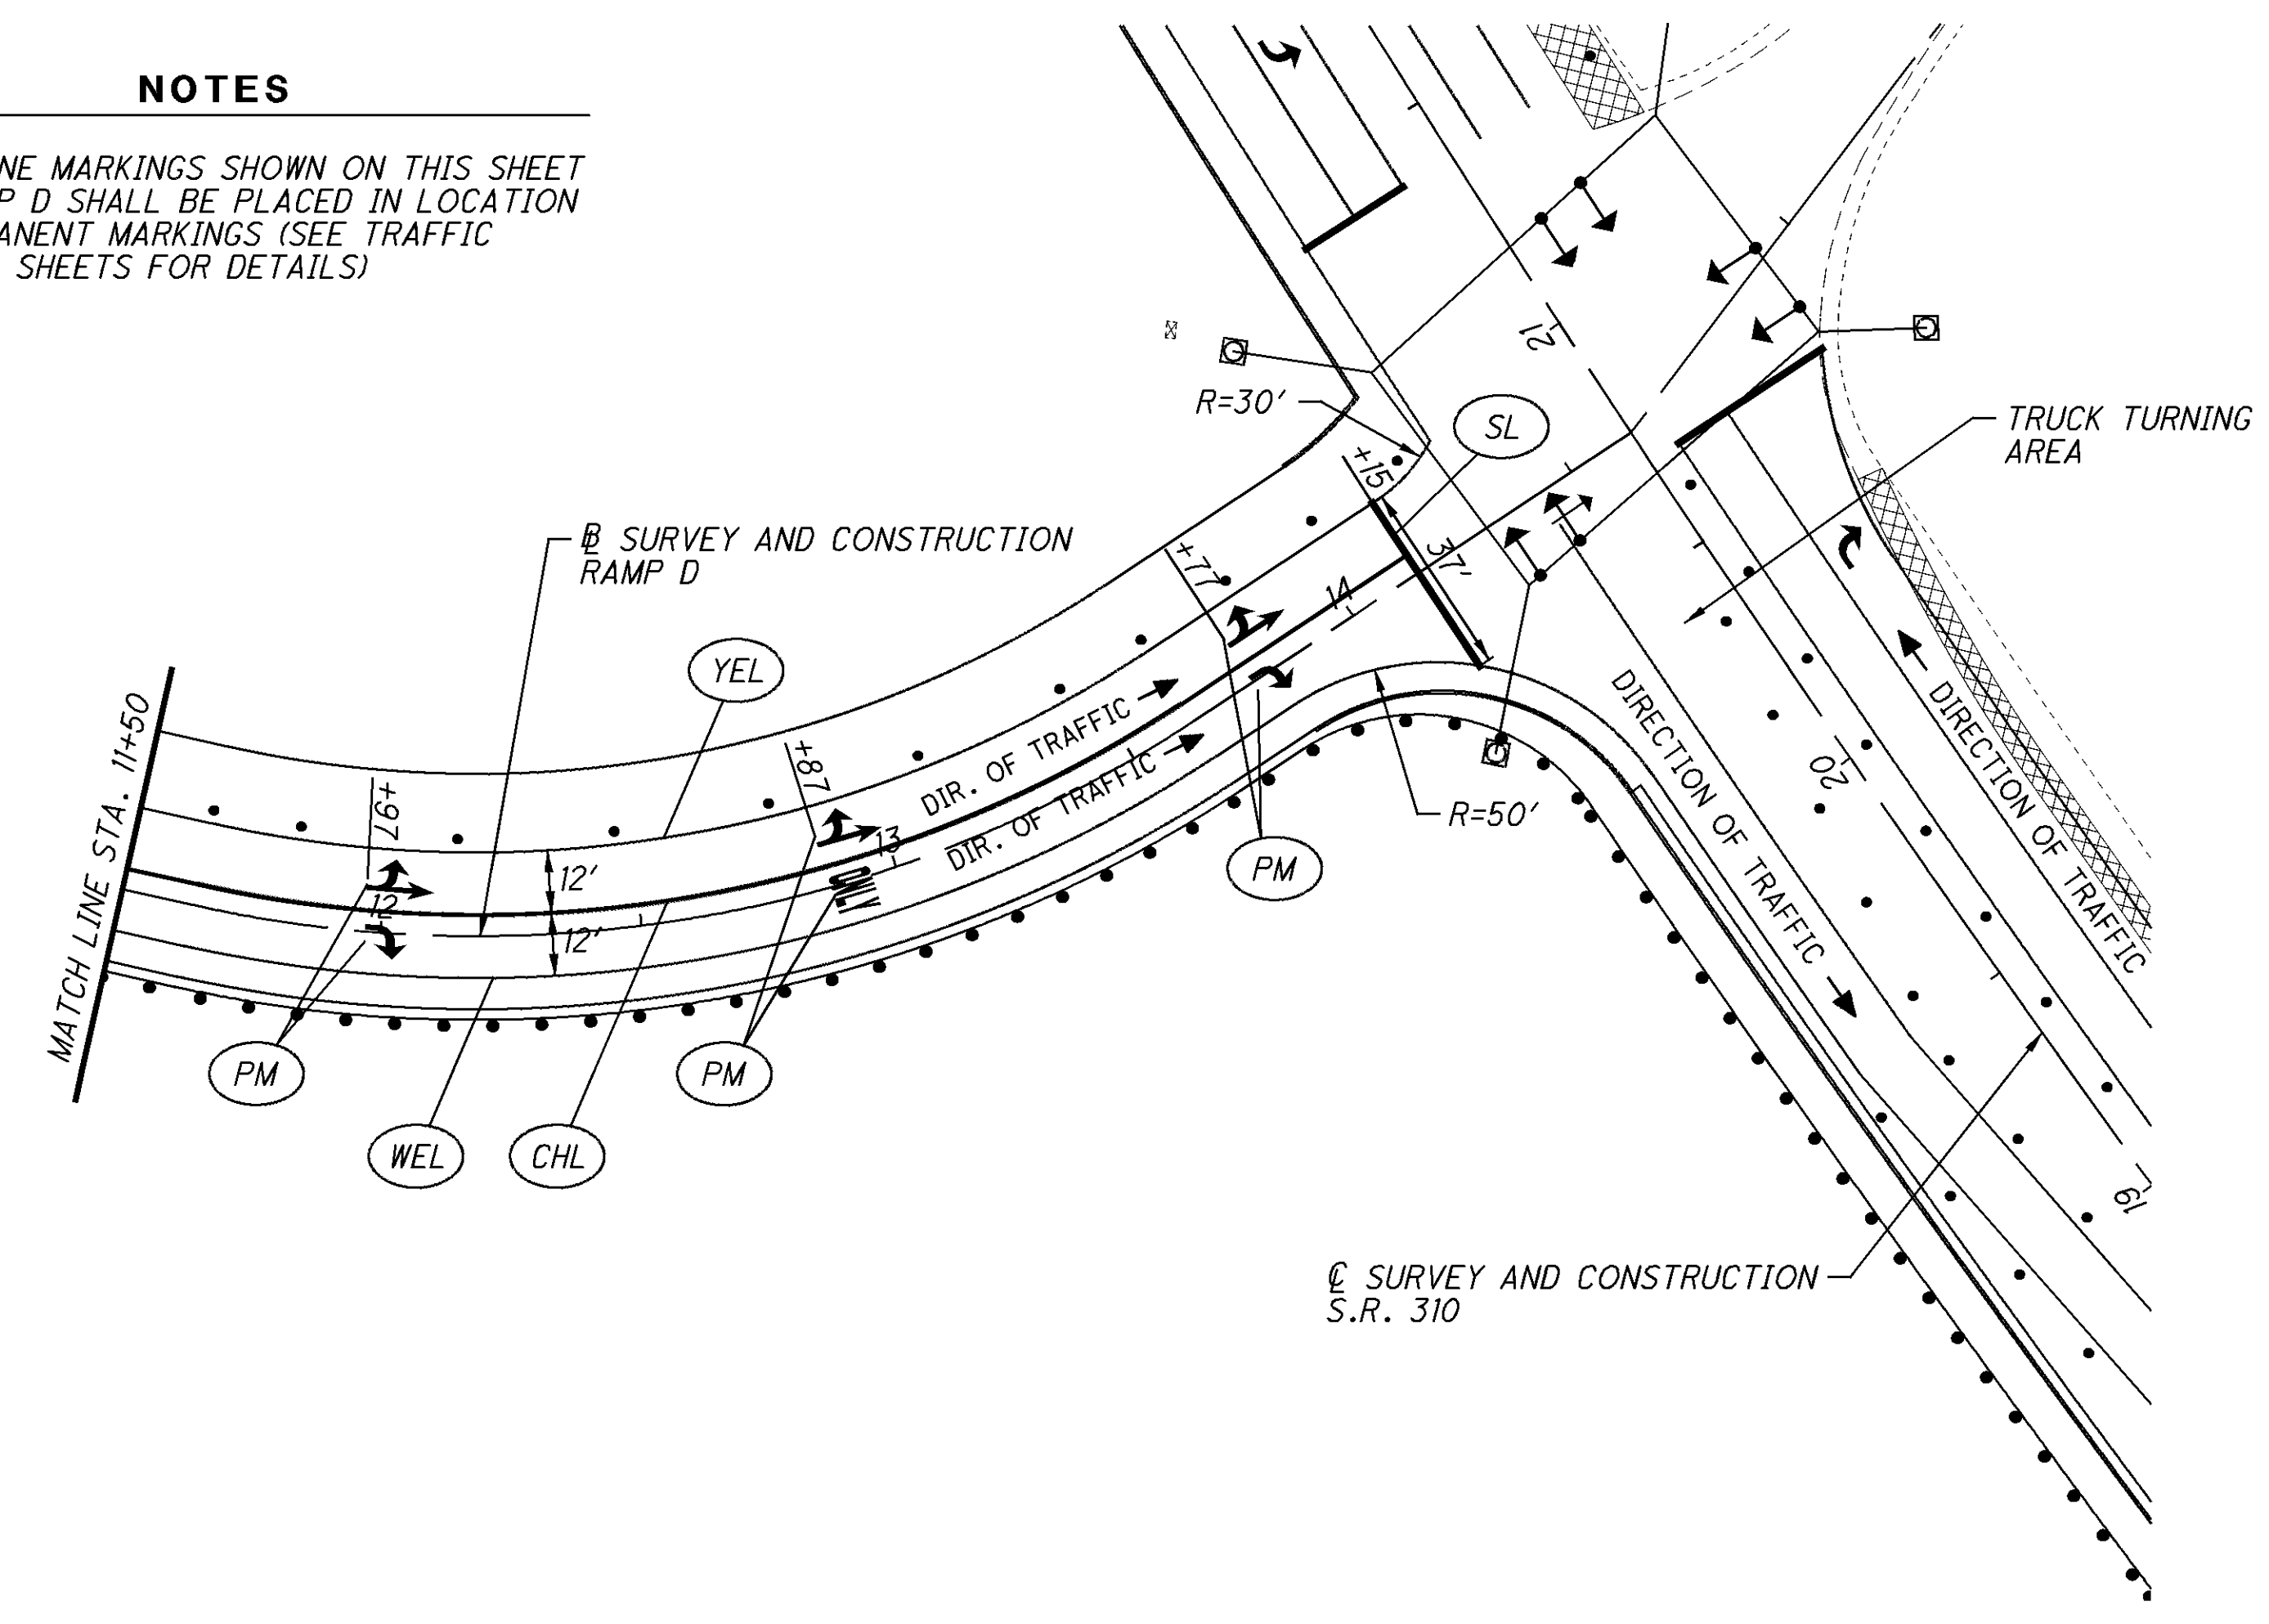 NOTES
NE MARKINGS SHOWN ON THIS SHEET
P D SHALL BE PLACED IN LOCATION
ANENT MARKINGS (SEE TRAFFIC
SHEETS FOR DETAILS)
R=30'
SL
21
TRUCK TURNING
AREA
+15
37'
℄ SURVEY AND CONSTRUCTION
RAMP D
+77
14
YEL
MATCH LINE STA. 11+50
+97
+87
DIR. OF TRAFFIC
DIR. OF TRAFFIC
DIRECTION OF TRAFFIC
DIRECTION OF TRAFFIC
20
R=50'
PM
12'
12'
12
13
ONLY
PM
PM
WEL
CHL
19
℄ SURVEY AND CONSTRUCTION
S.R. 310